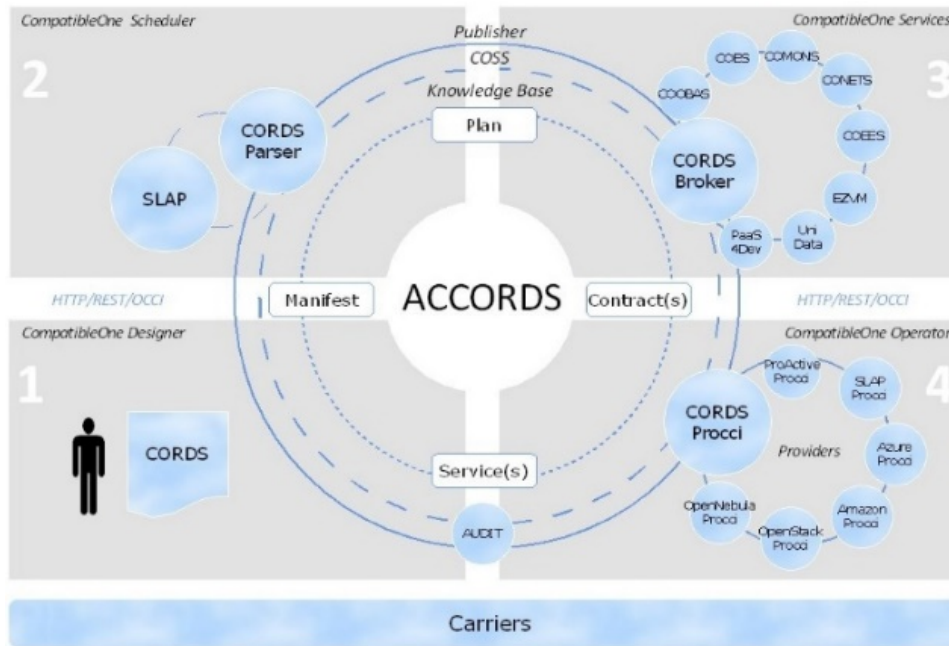 CompatibleOne Scheduler
CompatibleOne Services
2
3
Publisher
COSS
Knowledge Base
Plan
CORDS
Parser
SLAP
COOBAS
COES
COMONS
CONETS
COEES
EZVM
Uni
Data
PaaS
4Dev
CORDS
Broker
HTTP/REST/OCCI
Manifest
ACCORDS
Contract(s)
HTTP/REST/OCCI
CompatibleOne Designer
CompatibleOne Operator
1
4
CORDS
CORDS
Procci
ProActive
Procci
SLAP
Procci
Azure
Procci
Amazon
Procci
OpenStack
Procci
OpenNebula
Procci
Providers
Service(s)
AUDIT
Carriers